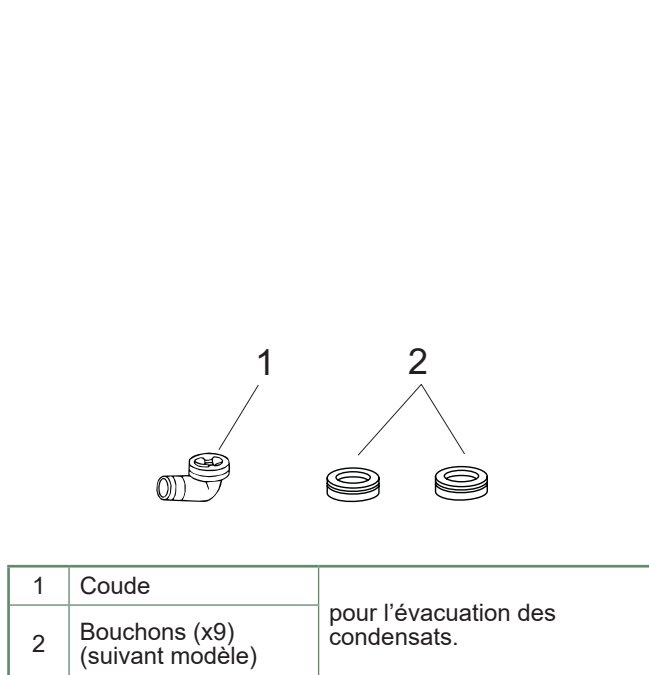 1
2
1
Coude
pour l’évacuation des
condensats.
2
Bouchons (x9)
(suivant modèle)